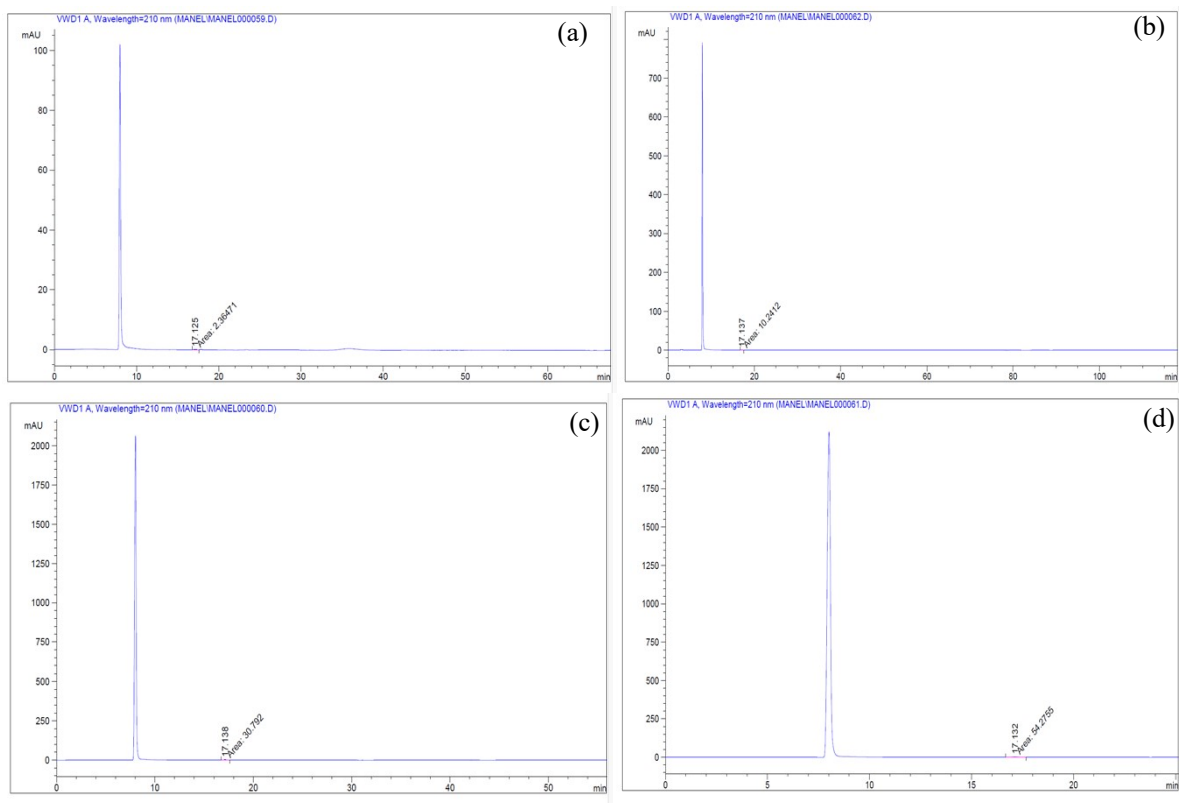 VWD1 A, Wavelength=210 nm (MANEL\MANEL000059.D)
mAU
(a)
100
80
60
40
20
0
17.125
Area: 2.36471
0 10 20 30 40 50 60 min
VWD1 A, Wavelength=210 nm (MANEL\MANEL000062.D)
mAU
(b)
700
600
500
400
300
200
100
0
17.137
Area: 10.2412
0 20 40 60 80 100 min
VWD1 A, Wavelength=210 nm (MANEL\MANEL000060.D)
mAU
(c)
2000
1750
1500
1250
1000
750
500
250
0
17.138
Area: 30.792
0 10 20 30 40 50 min
VWD1 A, Wavelength=210 nm (MANEL\MANEL000061.D)
mAU
(d)
2000
1750
1500
1250
1000
750
500
250
0
17.132
Area: 54.2755
0 5 10 15 20 min